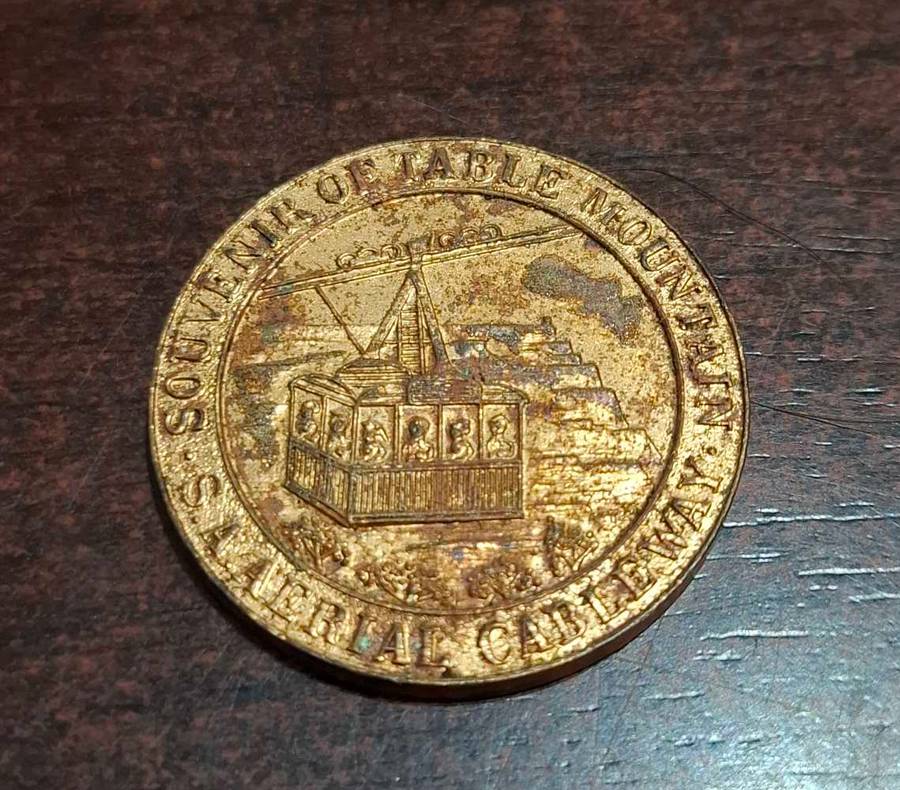 SOUVENIR OF TABLE MOUNTAIN
S.A. AERIAL CABLEWAY